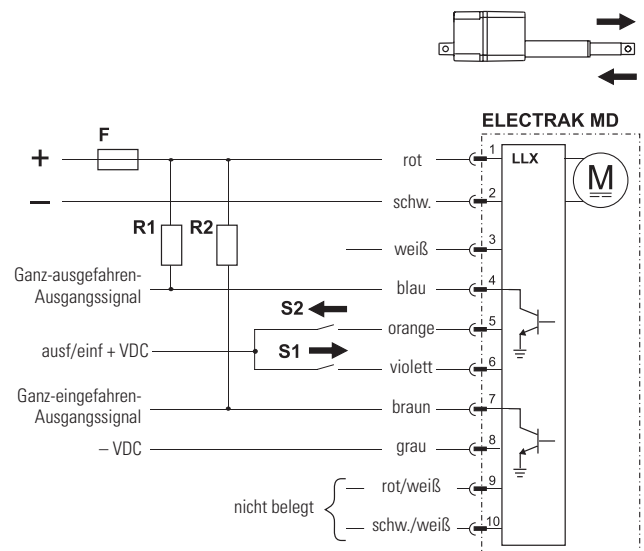 ELECTRAK MD
F
+
rot
1
LLX
M
–
schw.
2
R1
R2
weiß
3
Ganz-ausgefahren-
Ausgangssignal
blau
4
S2
orange
5
ausf/einf + VDC
S1
violett
6
Ganz-eingefahren-
Ausgangssignal
braun
7
– VDC
grau
8
nicht belegt
rot/weiß
9
schw./weiß
10